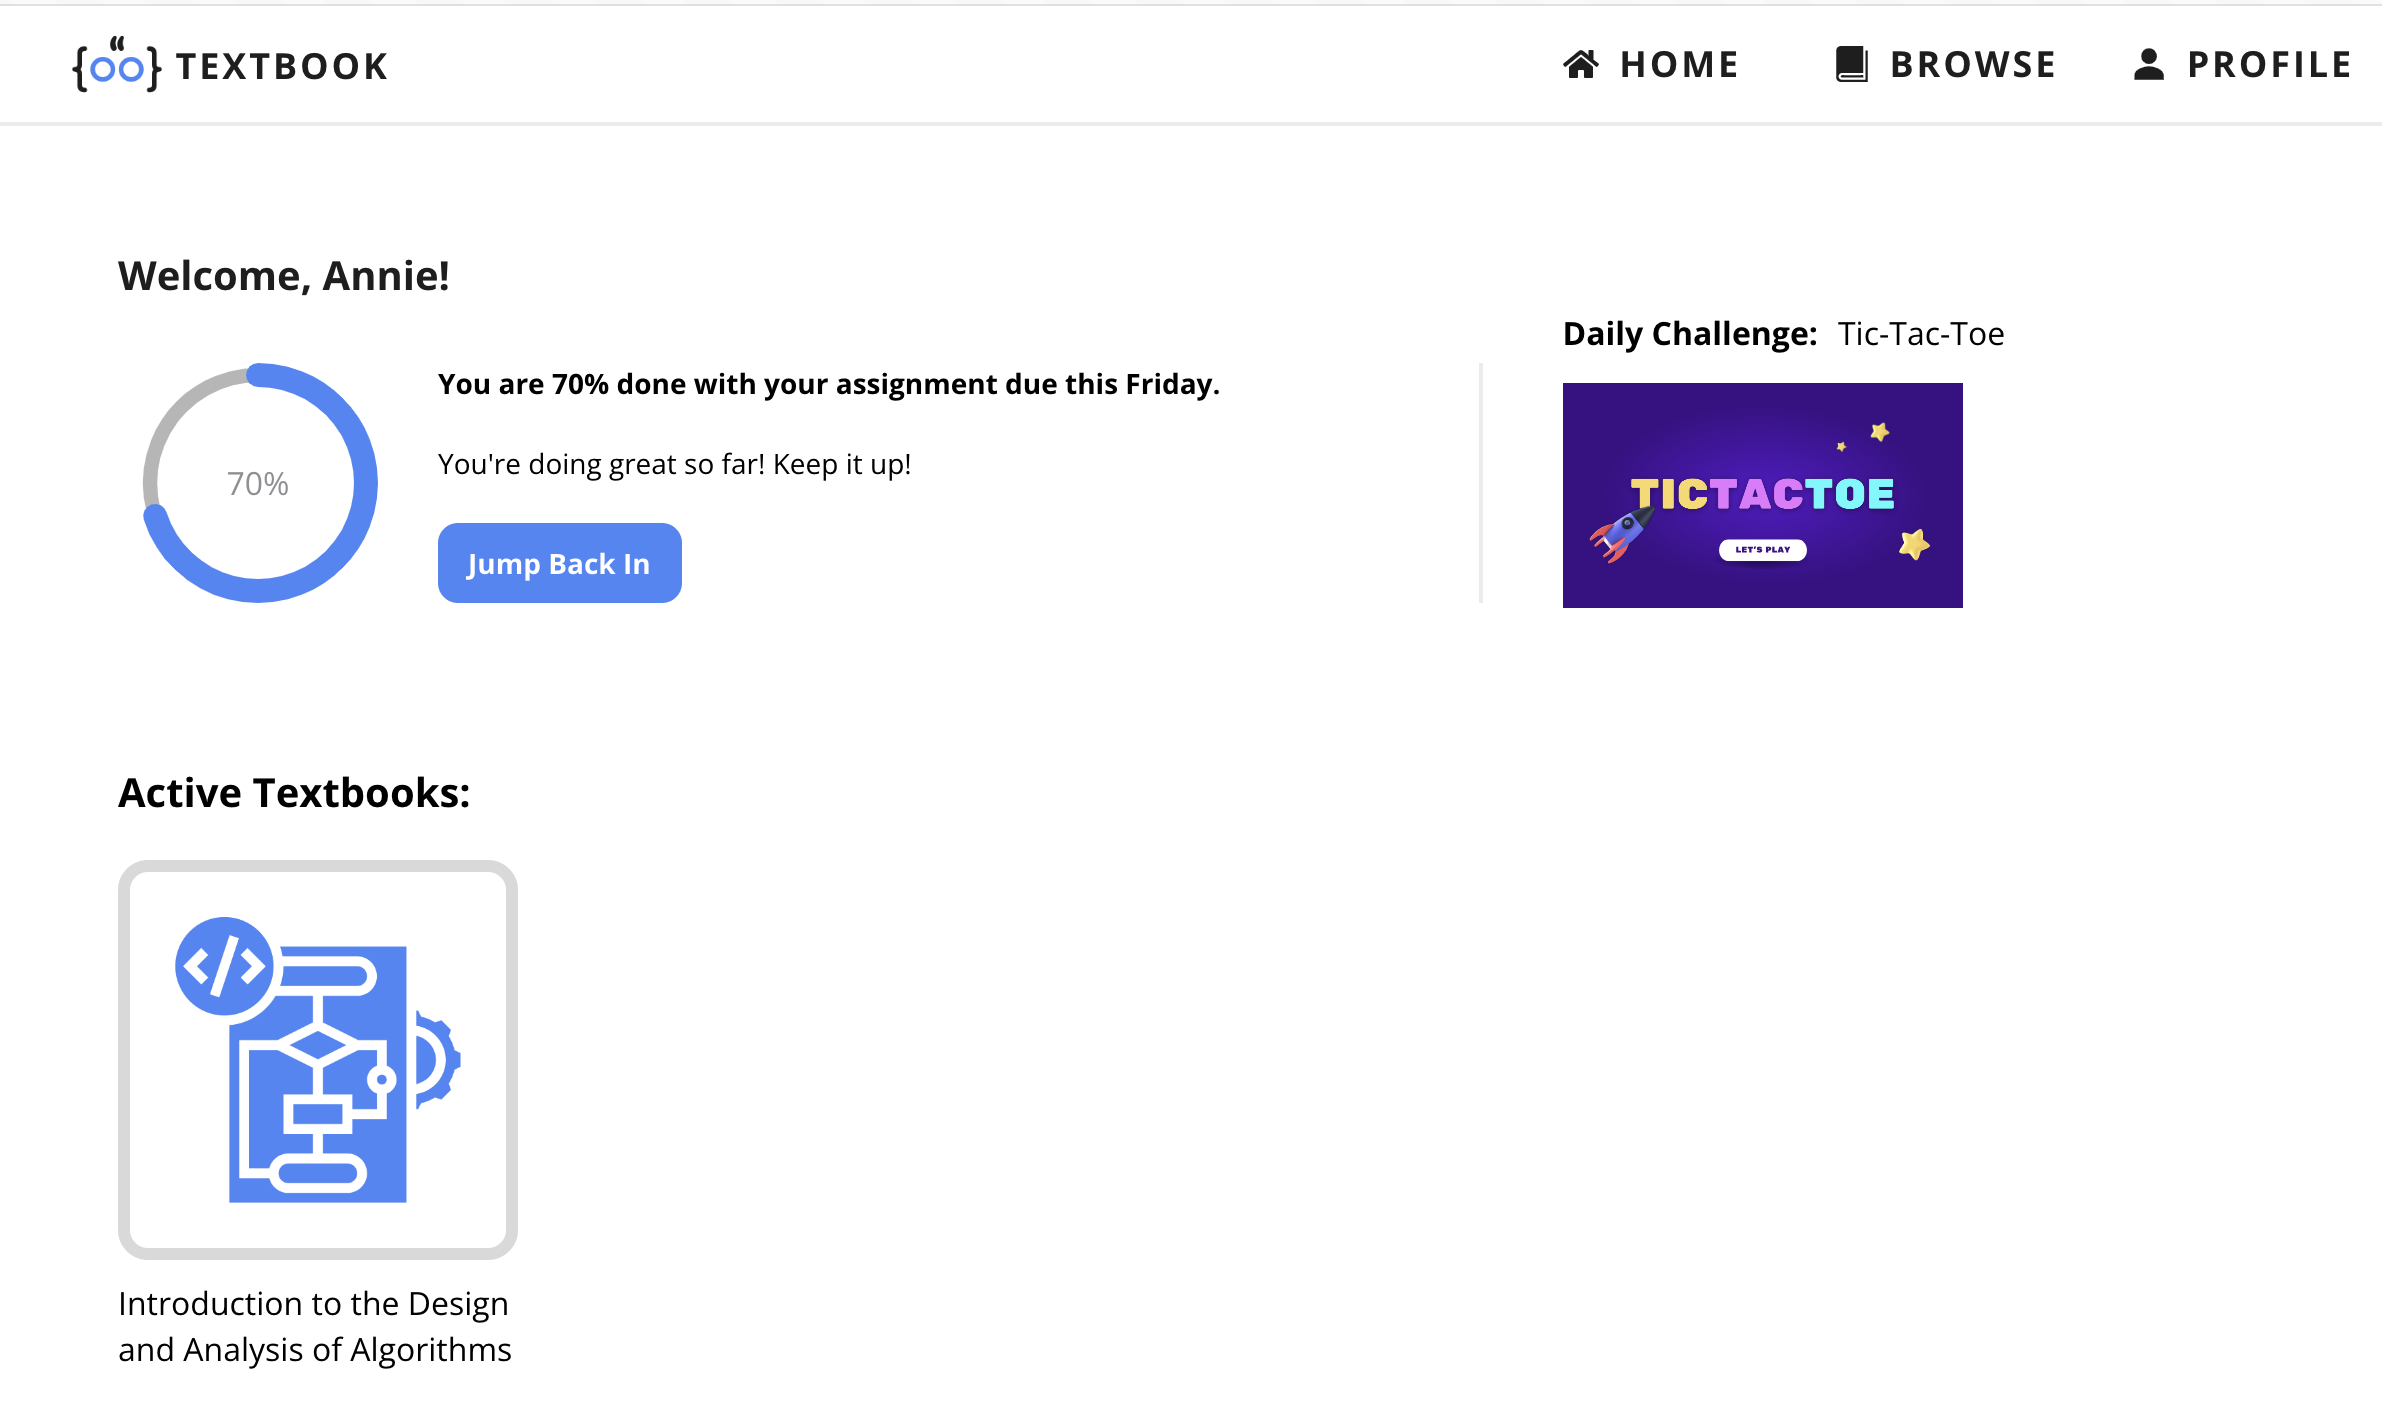 {oo} TEXTBOOK
HOME
BROWSE
PROFILE
Welcome, Annie!
70%
You are 70% done with your assignment due this Friday.
You're doing great so far! Keep it up!
Jump Back In
Daily Challenge: Tic-Tac-Toe
TICTACTOE
LET'S PLAY
Active Textbooks:
</>
Introduction to the Design
and Analysis of Algorithms